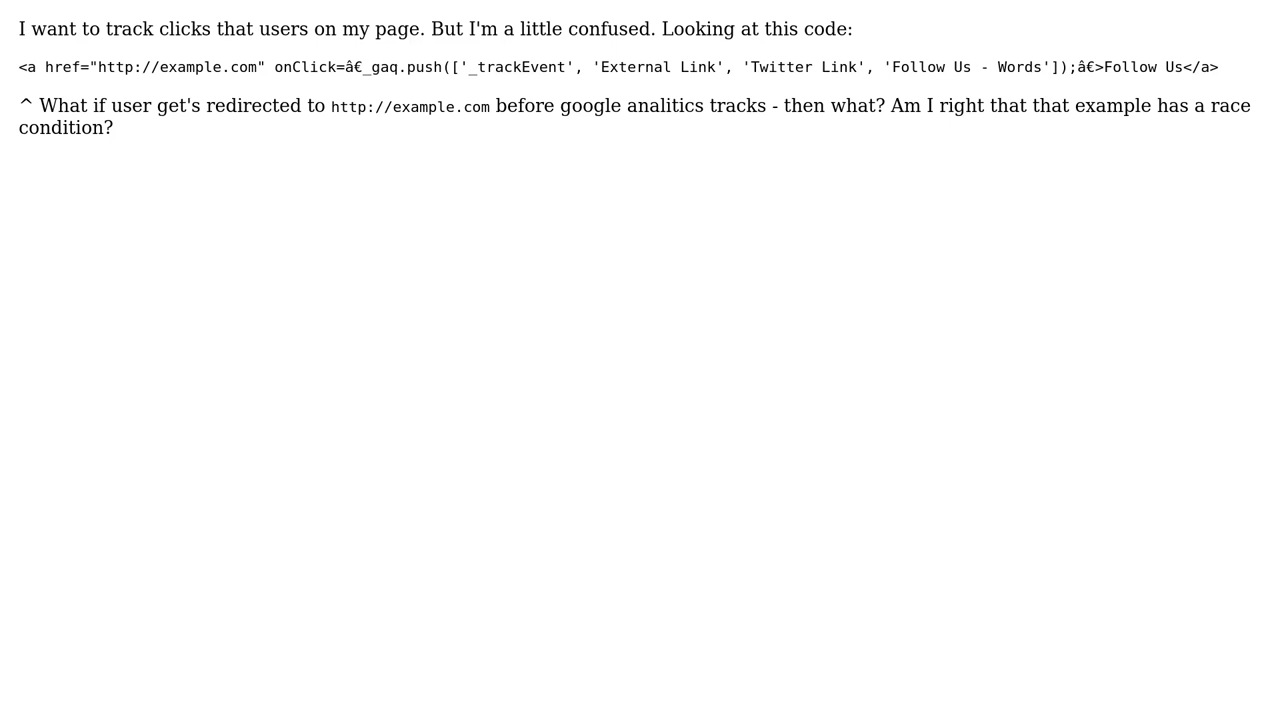 I want to track clicks that users on my page. But I'm a little confused. Looking at this code:
<a href="http://example.com" onClick=â€_gaq.push(['_trackEvent', 'External Link', 'Twitter Link', 'Follow Us - Words']);â€>Follow Us</a>
^ What if user get's redirected to http://example.com before google analitics tracks - then what? Am I right that that example has a race
condition?